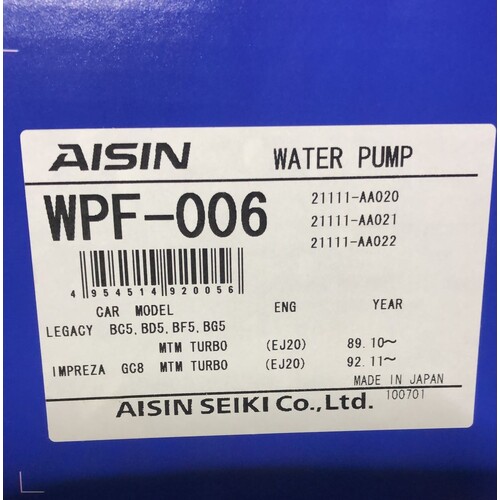 AISIN WATER PUMP
WPF-006
21111-AA020
21111-AA021
21111-AA022
4 954514 920056
CAR MODEL ENG YEAR
LEGACY BC5, BD5, BF5, BG5
MTM TURBO (EJ20) 89.10~
IMPREZA GC8 MTM TURBO (EJ20) 92.11~
MADE IN JAPAN
100701
AISIN SEIKI Co., Ltd.